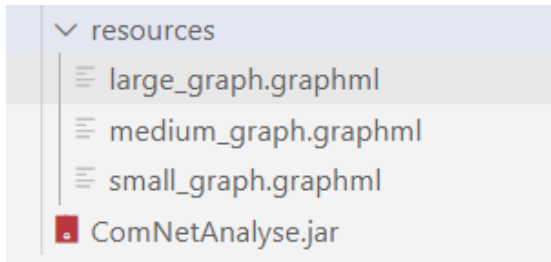 resources
large_graph.graphml
medium_graph.graphml
small_graph.graphml
ComNetAnalyse.jar